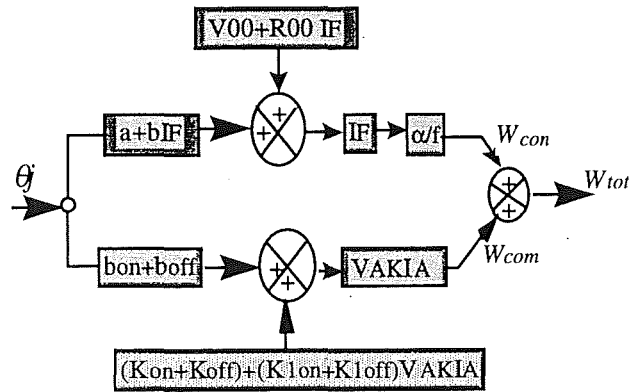 V00+R00 IF
+
+
a+bIF
IF
α/f
Wcon
θj
+
+
Wtot
bon+boff
+
+
VAKIA
Wcom
(Kon+Koff)+(K1on+K1off)VAKIA